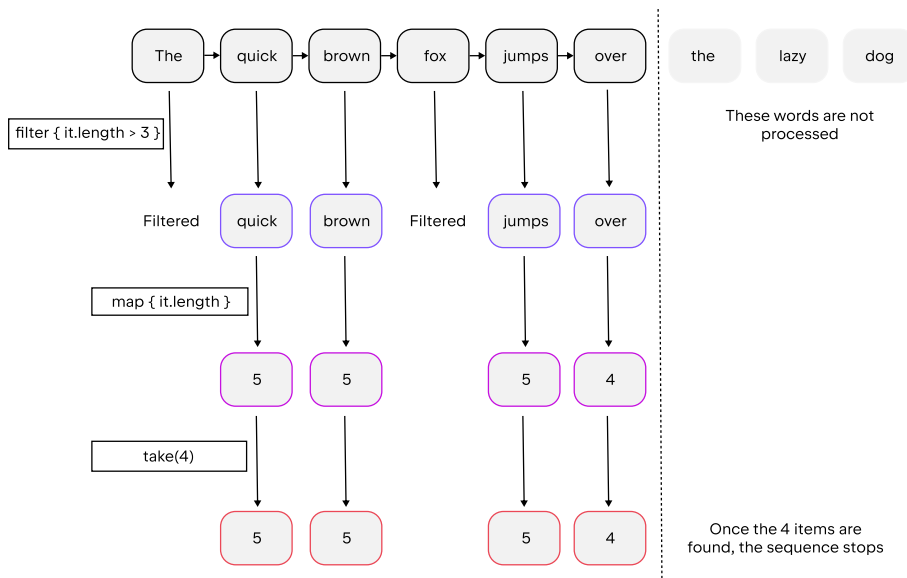 The quick brown fox jumps over the lazy dog
filter { it.length > 3 }
These words are not
processed
Filtered quick brown Filtered jumps over
map { it.length }
5 5 5 4
take(4)
5 5 5 4
Once the 4 items are
found, the sequence stops